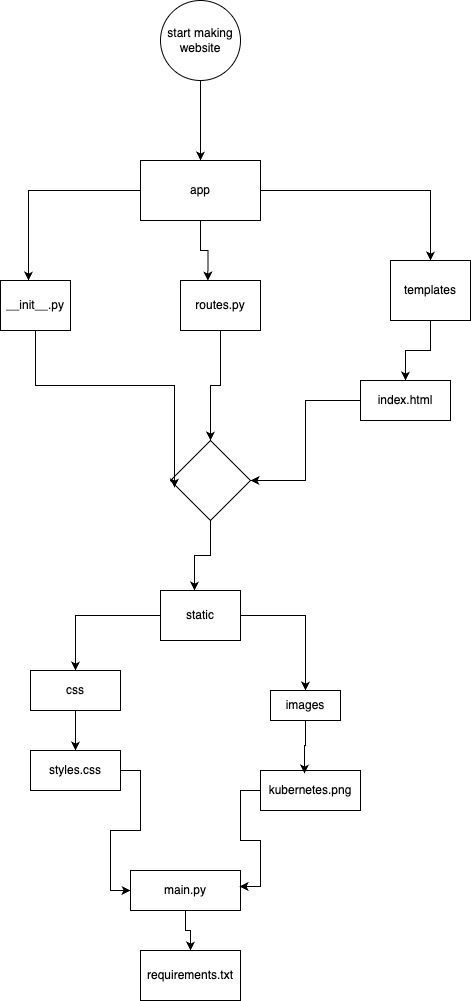 start making
website
app
__init__.py
routes.py
templates
index.html
static
css
images
styles.css
kubernetes.png
main.py
requirements.txt